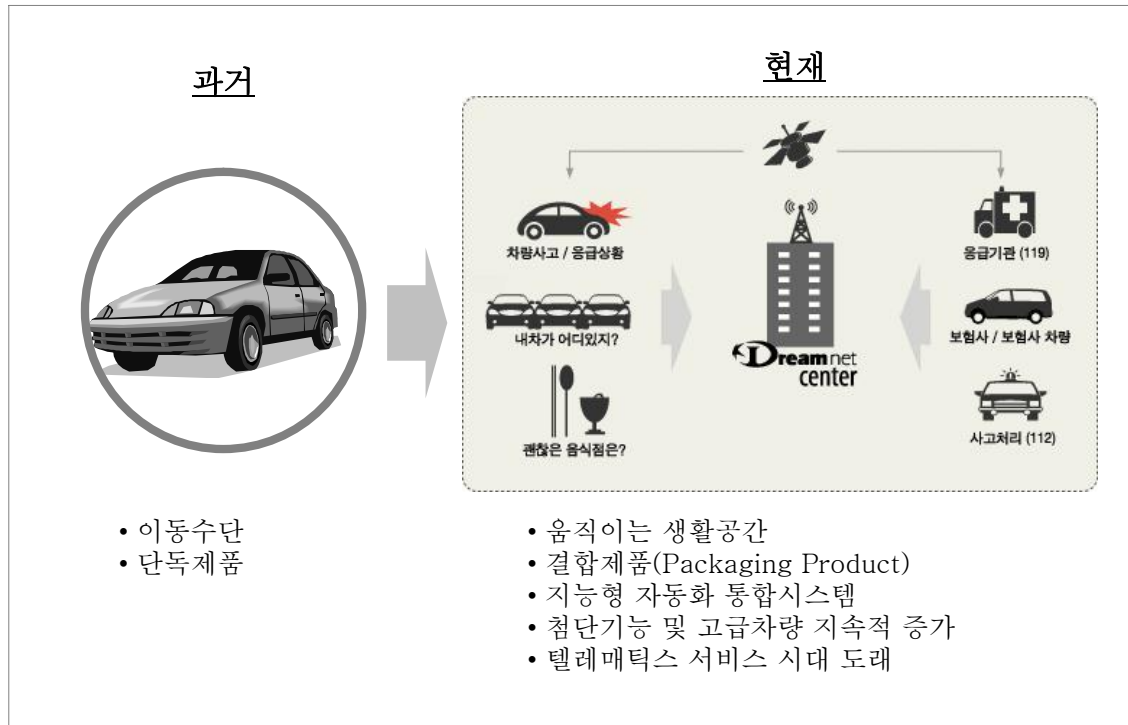 과거
현재
차량사고 / 응급상황
응급기관 (119)
내차가 어디있지?
보험사 / 보험사 차량
Dreamnet
center
괜찮은 음식점은?
사고처리 (112)
• 이동수단
• 단독제품
• 움직이는 생활공간
• 결합제품(Packaging Product)
• 지능형 자동화 통합시스템
• 첨단기능 및 고급차량 지속적 증가
• 텔레매틱스 서비스 시대 도래